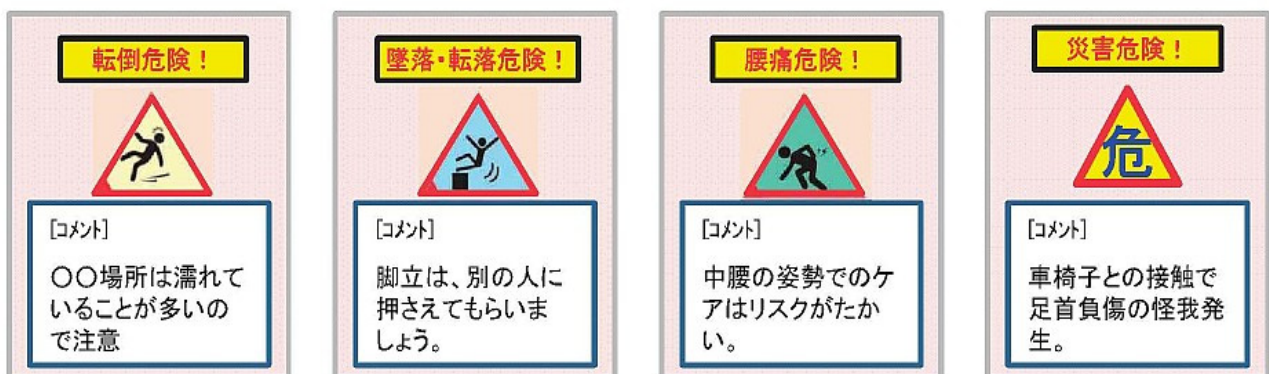 転倒危険！
[コメント]
〇〇場所は濡れて
いることが多いの
で注意
墜落・転落危険！
[コメント]
脚立は、別の人に
押さえてもらいま
しょう。
腰痛危険！
[コメント]
中腰の姿勢でのケ
アはリスクがたか
い。
災害危険！
危
[コメント]
車椅子との接触で
足首負傷の怪我発
生。